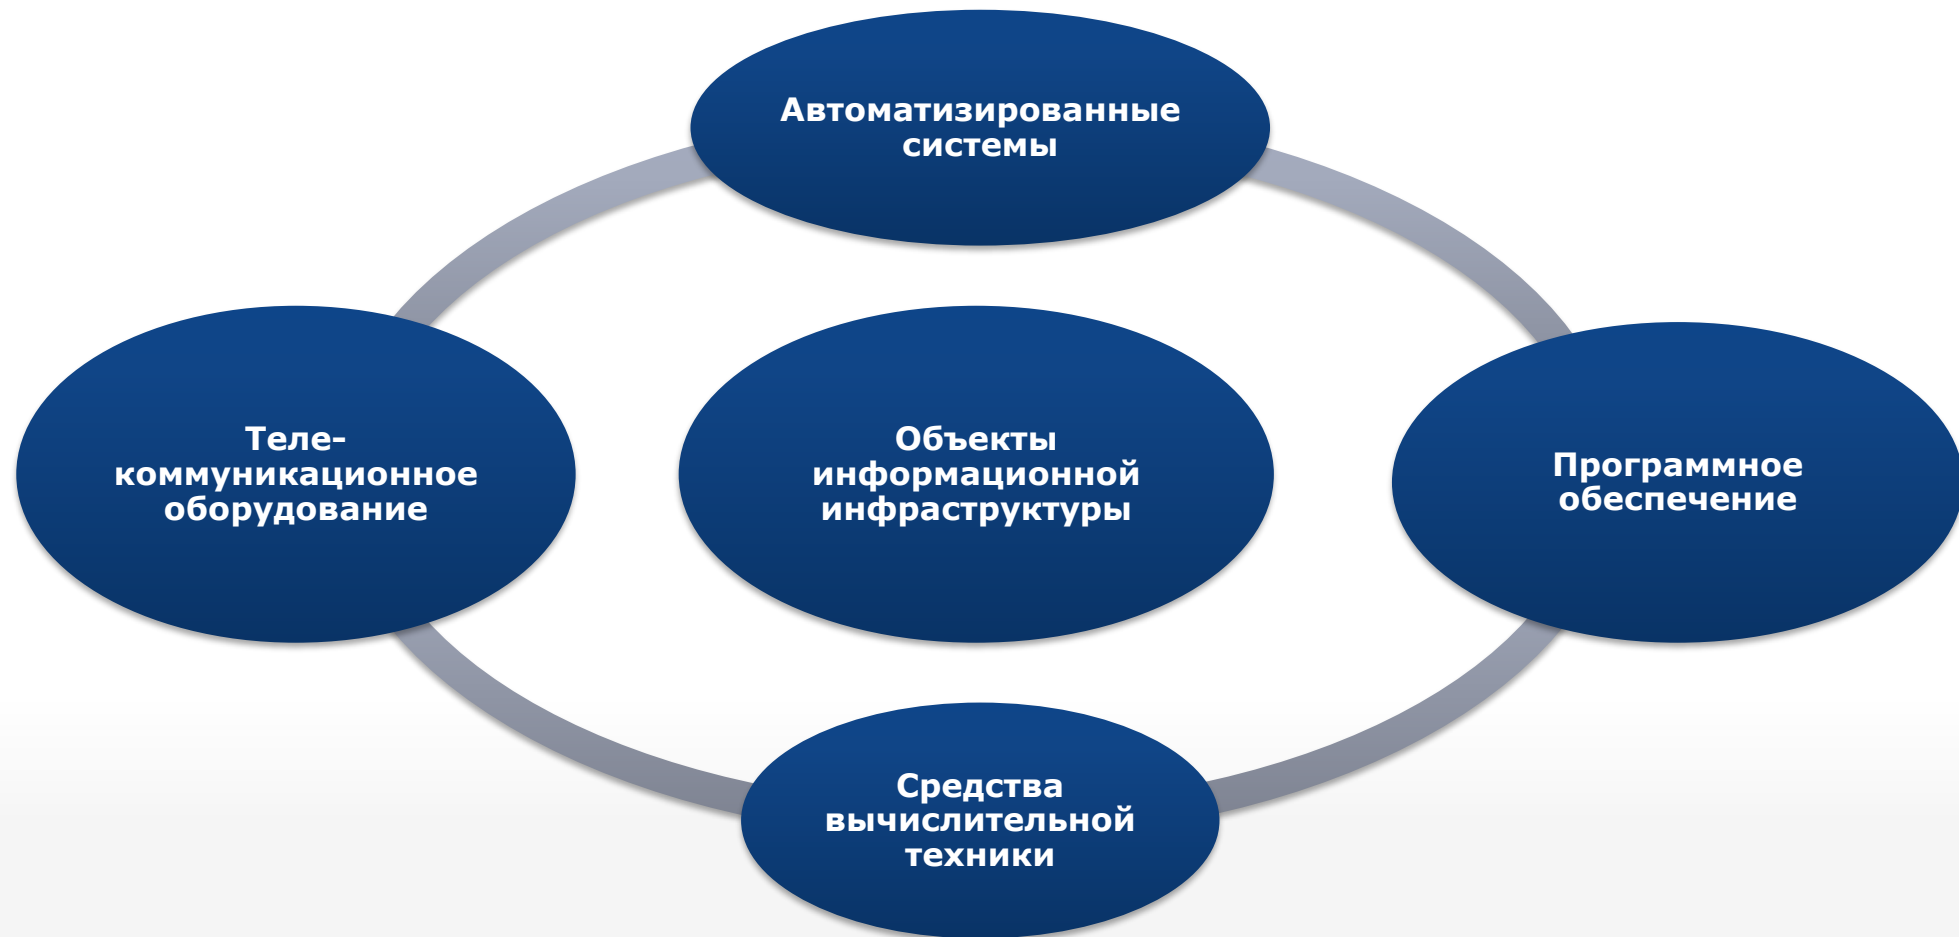 Автоматизированные
системы
Теле-
коммуникационное
оборудование
Объекты
информационной
инфраструктуры
Программное
обеспечение
Средства
вычислительной
техники